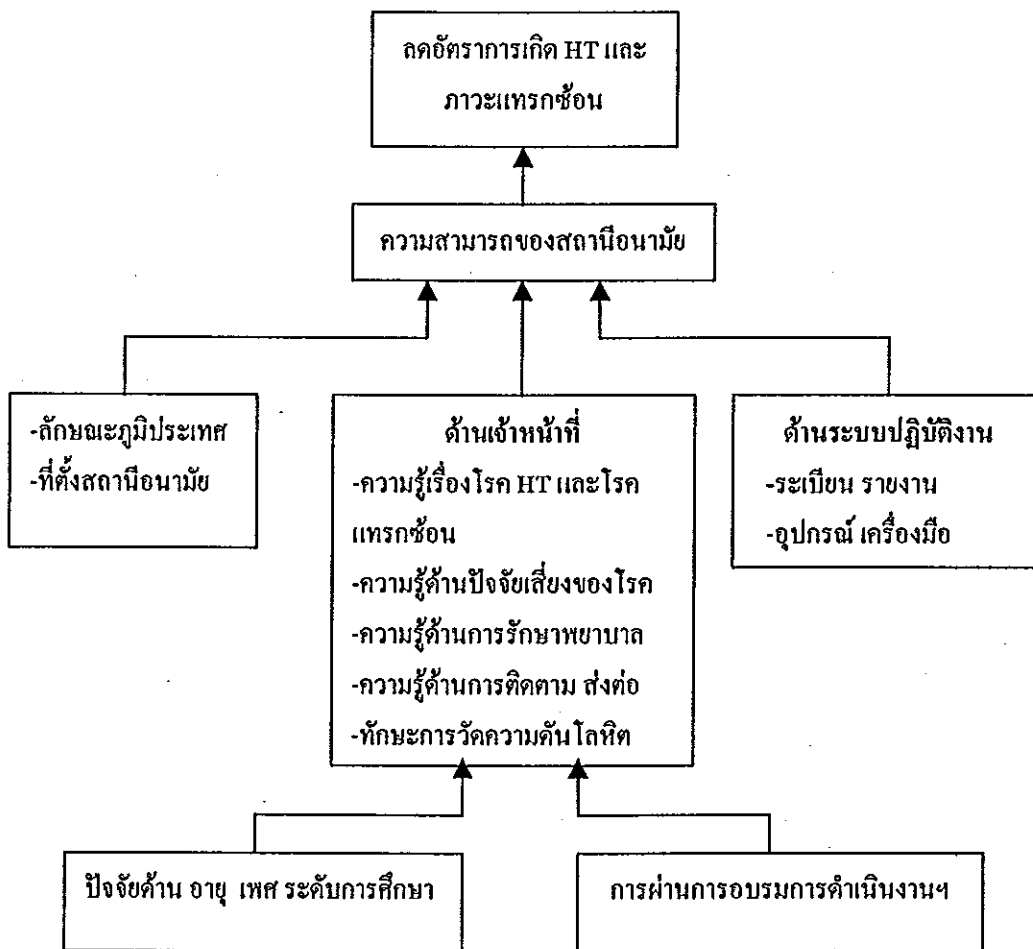 ลดอัตราการเกิด HT และ
ภาวะแทรกซ้อน
ความสามารถของสถานีอนามัย
-ลักษณะภูมิประเทศ
-ที่ตั้งสถานีอนามัย
ด้านเจ้าหน้าที่
-ความรู้เรื่องโรค HT และโรค
แทรกซ้อน
-ความรู้ด้านปัจจัยเสี่ยงของโรค
-ความรู้ด้านการรักษาพยาบาล
-ความรู้ด้านการติดตาม ส่งต่อ
-ทักษะการวัดความดันโลหิต
ด้านระบบปฏิบัติงาน
-ระเบียน รายงาน
-อุปกรณ์ เครื่องมือ
ปัจจัยด้าน อายุ เพศ ระดับการศึกษา
การผ่านการอบรมการดำเนินงานฯ